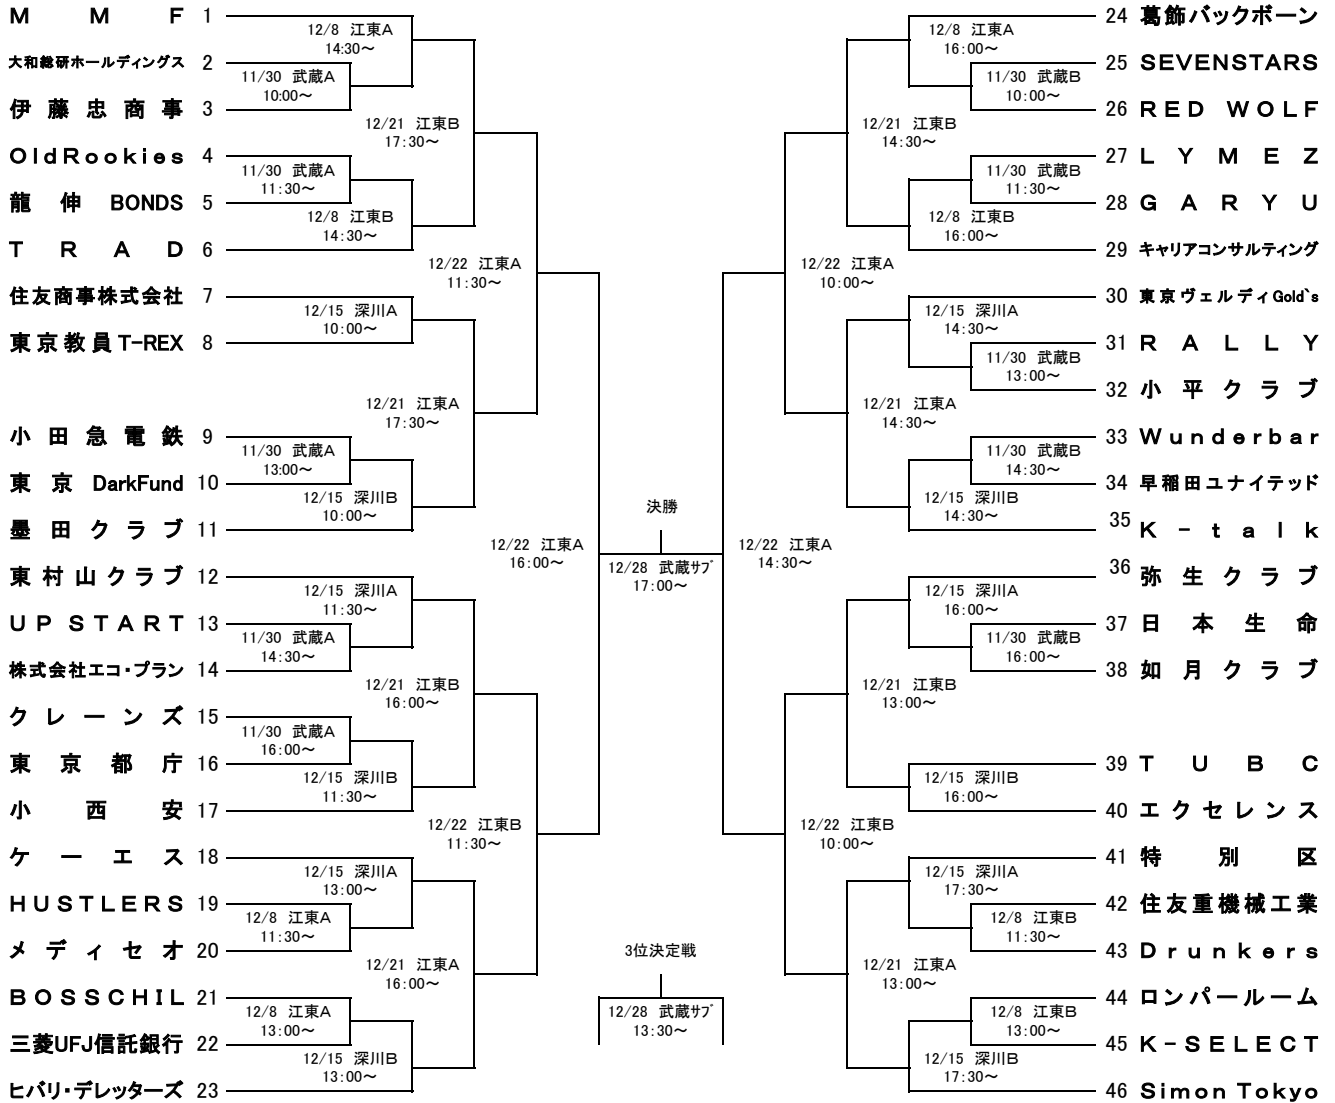 M M F 1
12/8 江東A
14:30～
大和総研ホールディングス 2
11/30 武蔵A
10:00～
伊藤忠商事 3
12/21 江東B
17:30～
OldRookies 4
11/30 武蔵A
11:30～
龍伸 BONDS 5
12/8 江東B
14:30～
T R A D 6
12/22 江東A
11:30～
住友商事株式会社 7
12/15 深川A
10:00～
東京教員T-REX 8
12/21 江東A
17:30～
小田急電鉄 9
11/30 武蔵A
13:00～
東京 DarkFund 10
12/15 深川B
10:00～
墨田クラブ 11
12/22 江東A
16:00～
東村山クラブ 12
12/15 深川A
11:30～
UP START 13
11/30 武蔵A
14:30～
株式会社エコ・プラン 14
12/21 江東B
16:00～
クレーンズ 15
11/30 武蔵A
16:00～
東京都庁 16
12/15 深川B
11:30～
小西安 17
12/22 江東B
11:30～
ケーエス 18
12/15 深川A
13:00～
HUSTLERS 19
12/8 江東A
11:30～
メディセオ 20
12/21 江東A
16:00～
BOSSCHIL 21
12/8 江東A
13:00～
三菱UFJ信託銀行 22
12/15 深川B
13:00～
ヒバリ・デレッターズ 23
決勝
12/28 武蔵サブ
17:00～
3位決定戦
12/28 武蔵サブ
13:30～
24 葛飾バックボーン
12/8 江東A
16:00～
25 SEVENSTARS
11/30 武蔵B
10:00～
26 RED WOLF
12/21 江東B
14:30～
27 L Y M E Z
11/30 武蔵B
11:30～
28 G A R Y U
12/8 江東B
16:00～
29 キャリアコンサルティング
12/22 江東A
10:00～
30 東京ヴェルディGold`s
12/15 深川A
14:30～
31 R A L L Y
11/30 武蔵B
13:00～
32 小平クラブ
12/21 江東A
14:30～
33 Wunderbar
11/30 武蔵B
14:30～
34 早稲田ユナイテッド
12/15 深川B
14:30～
35 K-talk
12/22 江東A
14:30～
36 弥生クラブ
12/15 深川A
16:00～
37 日本生命
11/30 武蔵B
16:00～
38 如月クラブ
12/21 江東B
13:00～
39 T U B C
12/15 深川B
16:00～
40 エクセレンス
12/22 江東B
10:00～
41 特別区
12/15 深川A
17:30～
42 住友重機械工業
12/8 江東B
11:30～
43 Drunkers
12/21 江東A
13:00～
44 ロンパールーム
12/8 江東B
13:00～
45 K-SELECT
12/15 深川B
17:30～
46 Simon Tokyo